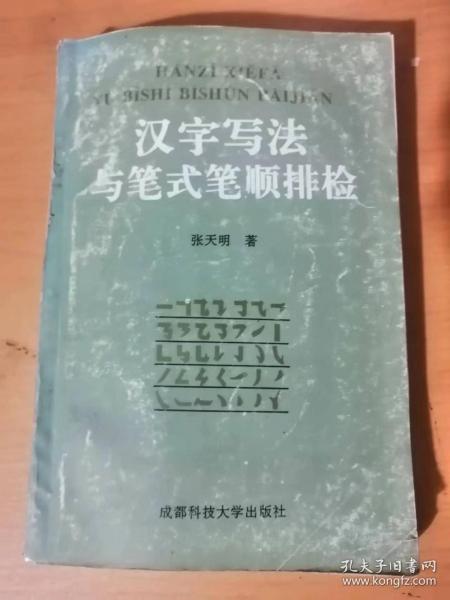 HANZI XIEFA
YU BISHI BISHUN PAIJIAN
汉字写法
与笔式笔顺排检
张天明 著
成都科技大学出版社
孔夫子旧书网
www.kongfz.com